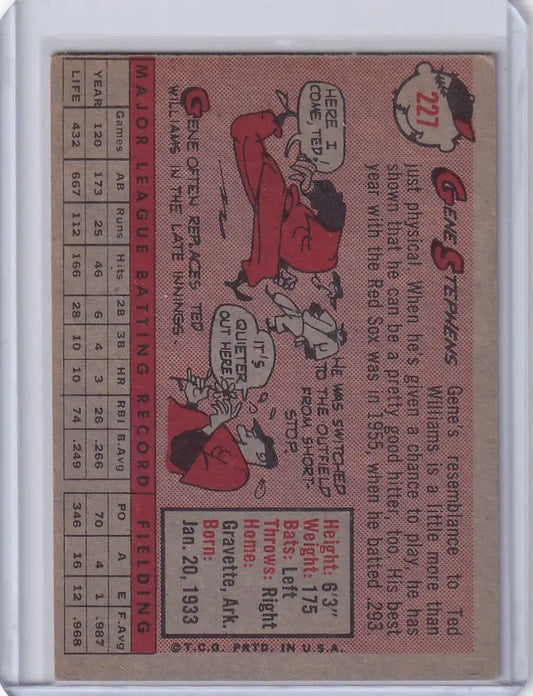 227
GENE STEPHENS
Gene's resemblance to Ted
Williams is a little more than
just physical. When he's given a chance to play, he has
shown that he can be a pretty good hitter, too. His best
year with the Red Sox was in 955, when he batted .293.
HERE I
COME, TED!
GENE OFTEN REPLACES TED
WILLIAMS IN THE LATE INNINGS.
HE WAS SWITCHED
TO THE OUTFIELD
FROM SHORT-
STOP.
IT'S
QUIETER
OUT HERE
Height: 6'3"
Weight: 175
Bats: Left
Throws: Right
Home:
Gravette, Ark.
Born:
Jan. 20, 1933
©T.C.G. PRTD. IN U.S.A.
MAJOR LEAGUE BATTING RECORD FIELDING
Games AB Runs Hits 2B 3B HR RBI B.Avg PO A E F.Avg
YEAR 120 173 25 46 6 4 3 26 .266 70 4 1 .987
LIFE 432 667 112 166 28 10 10 74 .249 346 16 12 .968